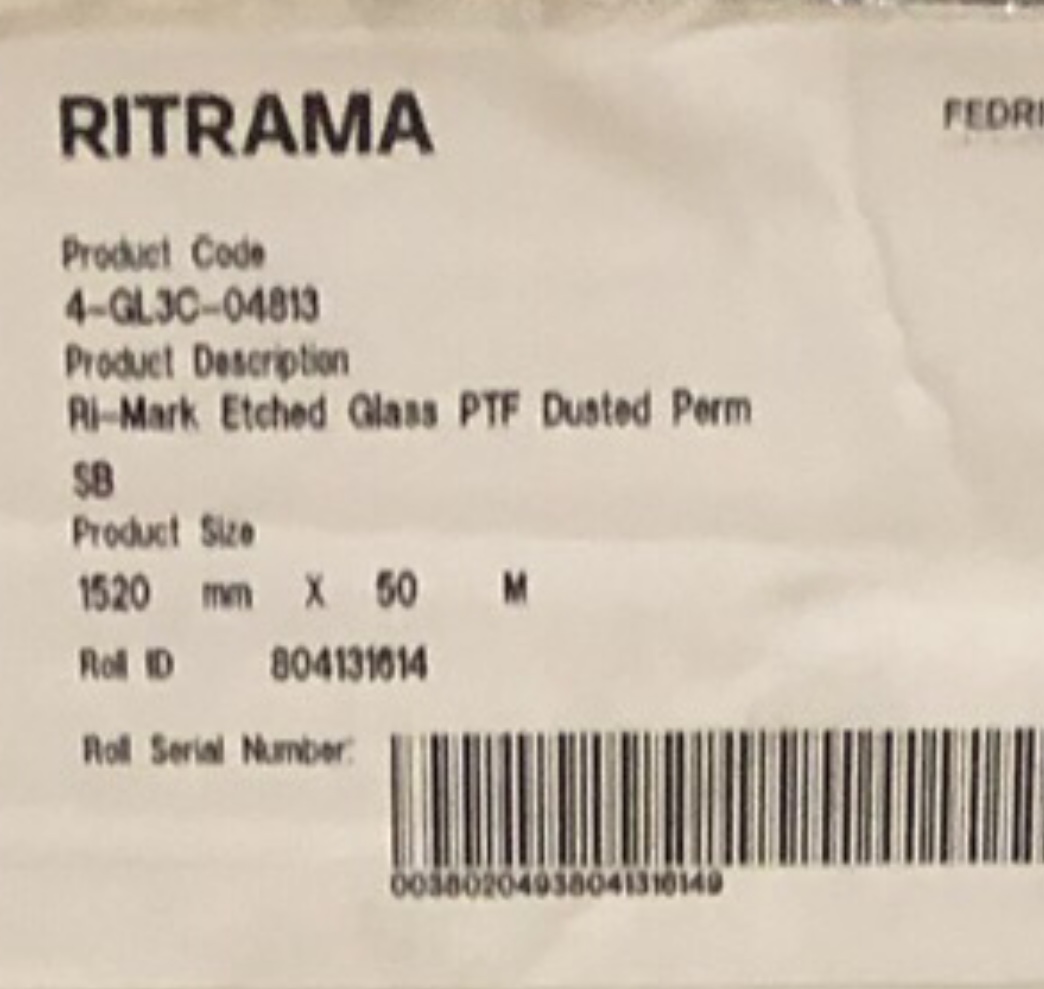 RITRAMA
FEDRI
Product Code
4-GL3C-04813
Product Description
Ri-Mark Etched Glass PTF Dusted Perm
SB
Product Size
1520 mm X 50 M
Roll ID 804131614
Roll Serial Number:
00380204938041316149